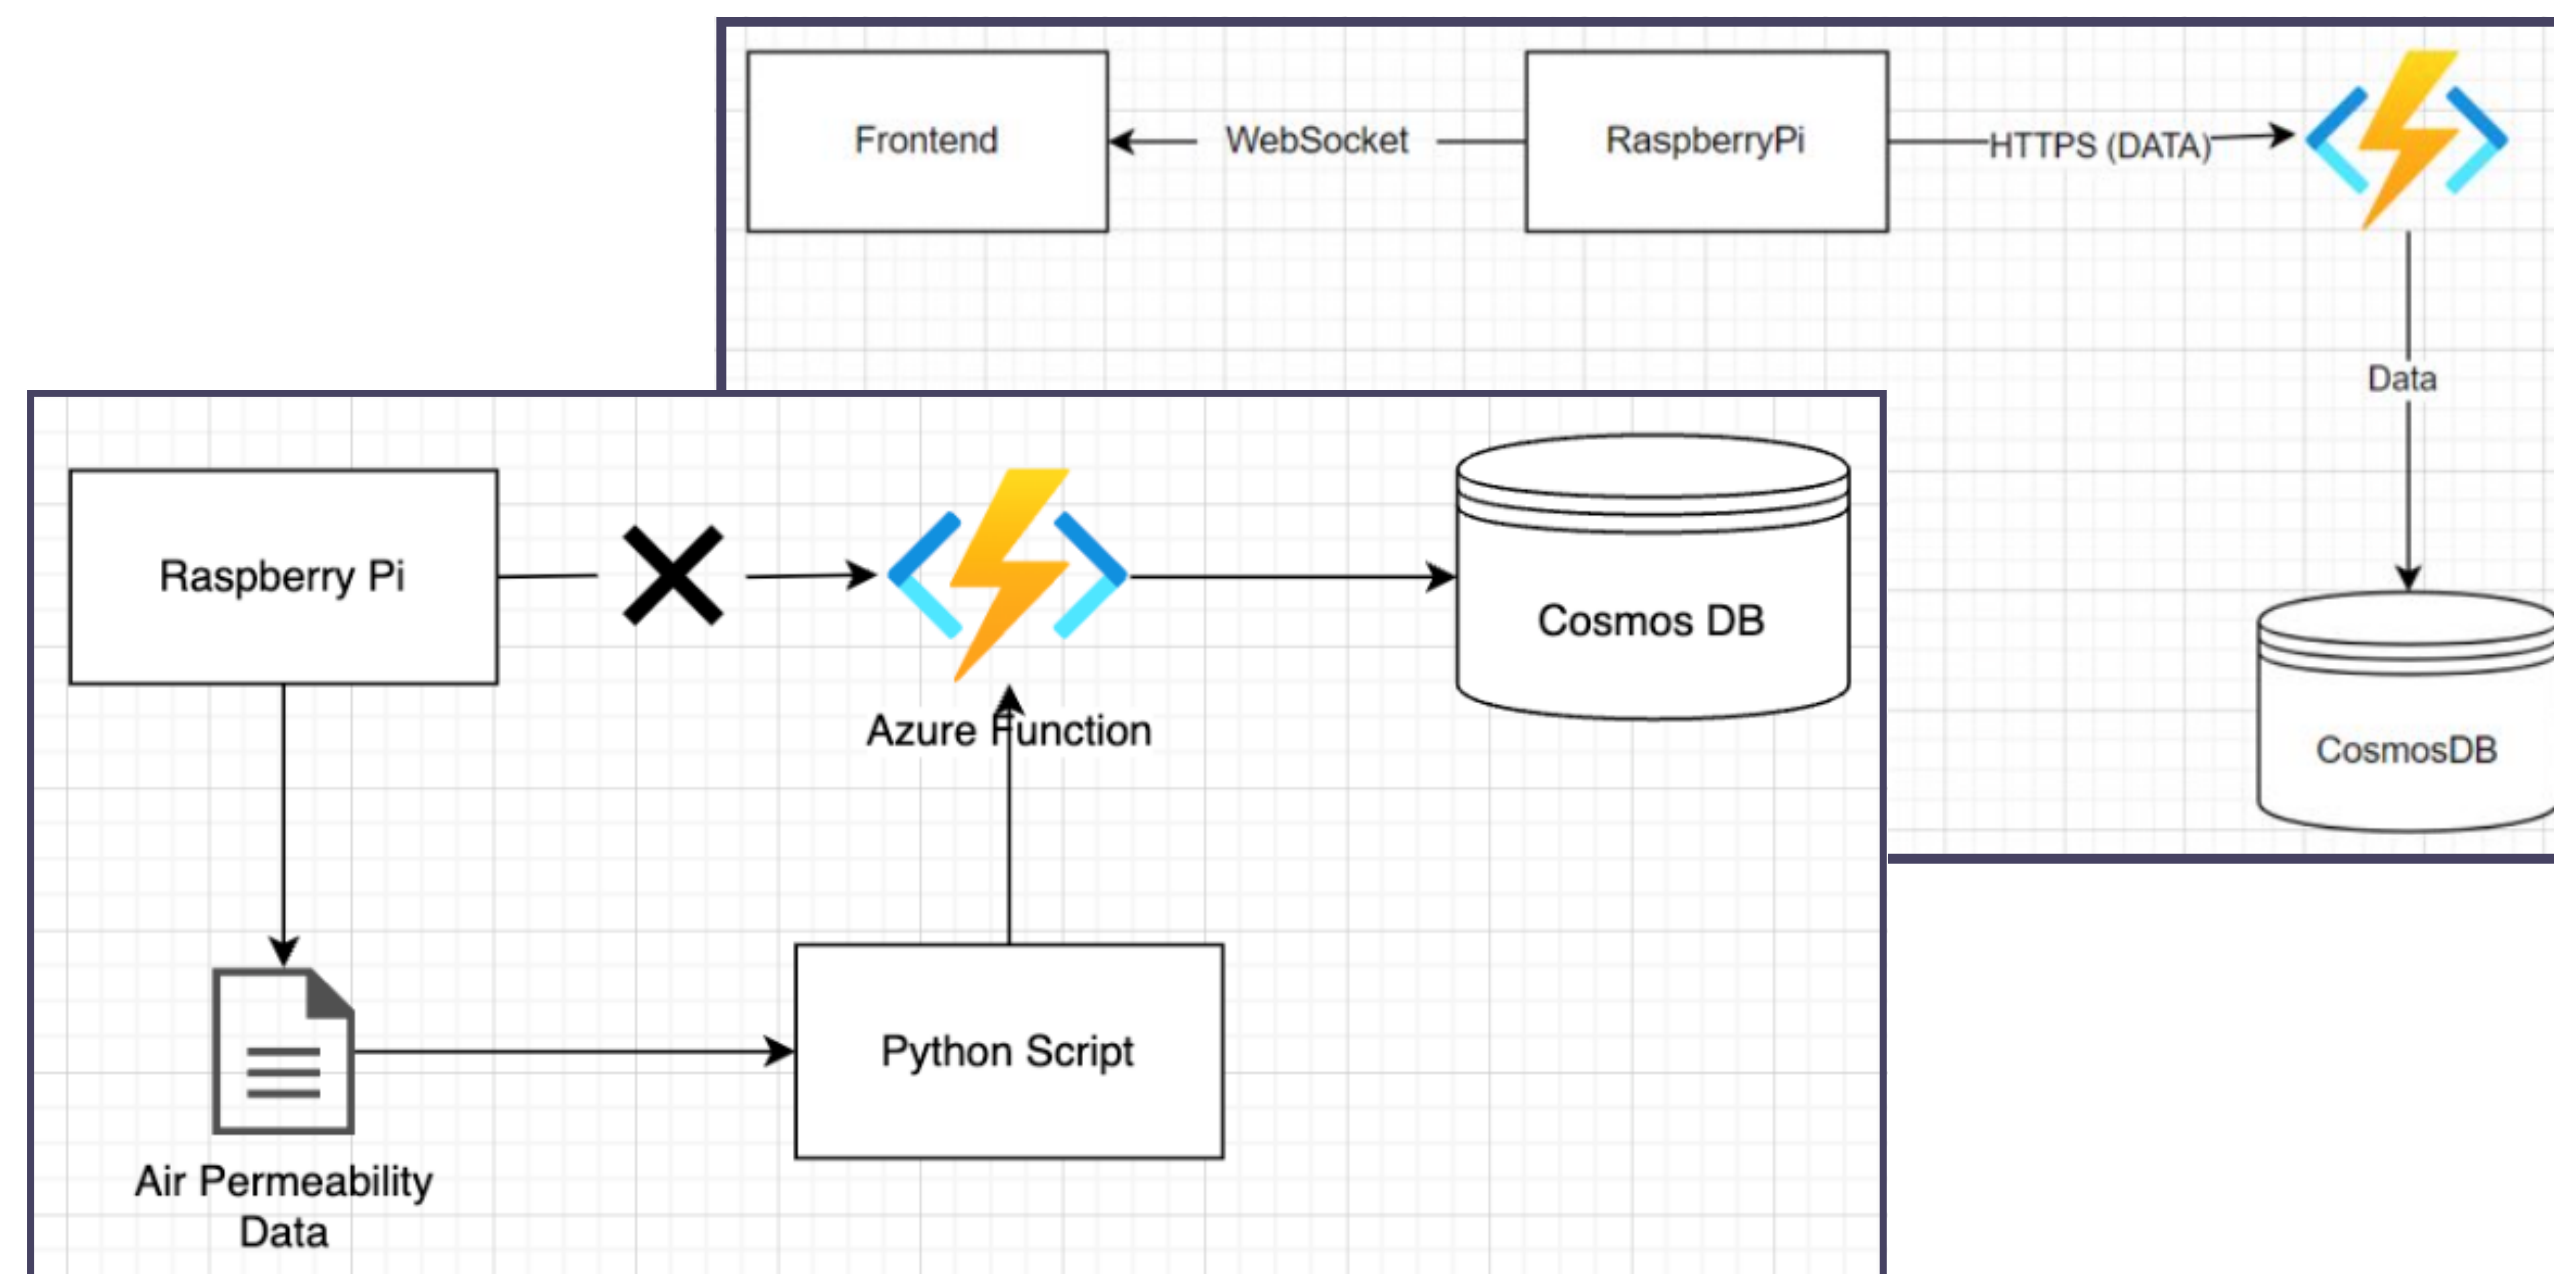 Frontend
WebSocket
RaspberryPi
HTTPS (DATA)
Data
CosmosDB
Raspberry Pi
Azure Function
Cosmos DB
Python Script
Air Permeability
Data